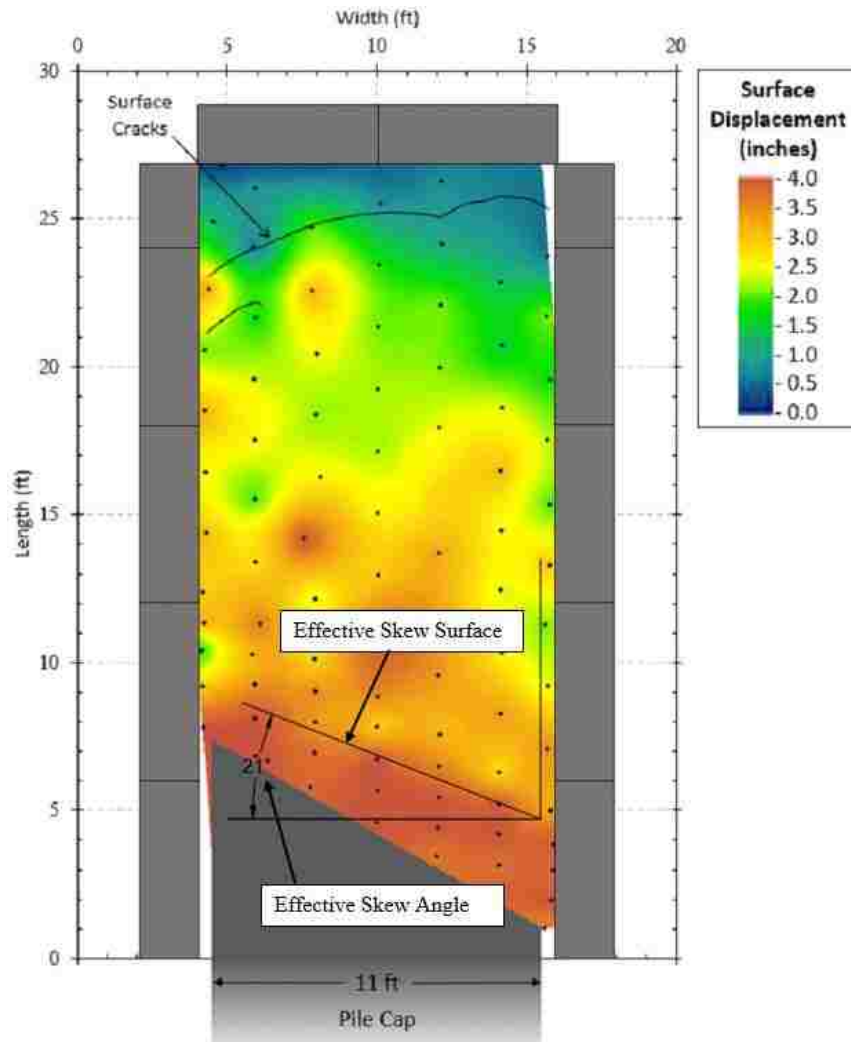 Width (ft)
0 5 10 15 20
30
25
20
15
10
5
0
Length (ft)
Surface
Cracks
Surface
Displacement
(inches)
4.0
3.5
3.0
2.5
2.0
1.5
1.0
0.5
0.0
Effective Skew Surface
21
Effective Skew Angle
11 ft
Pile Cap